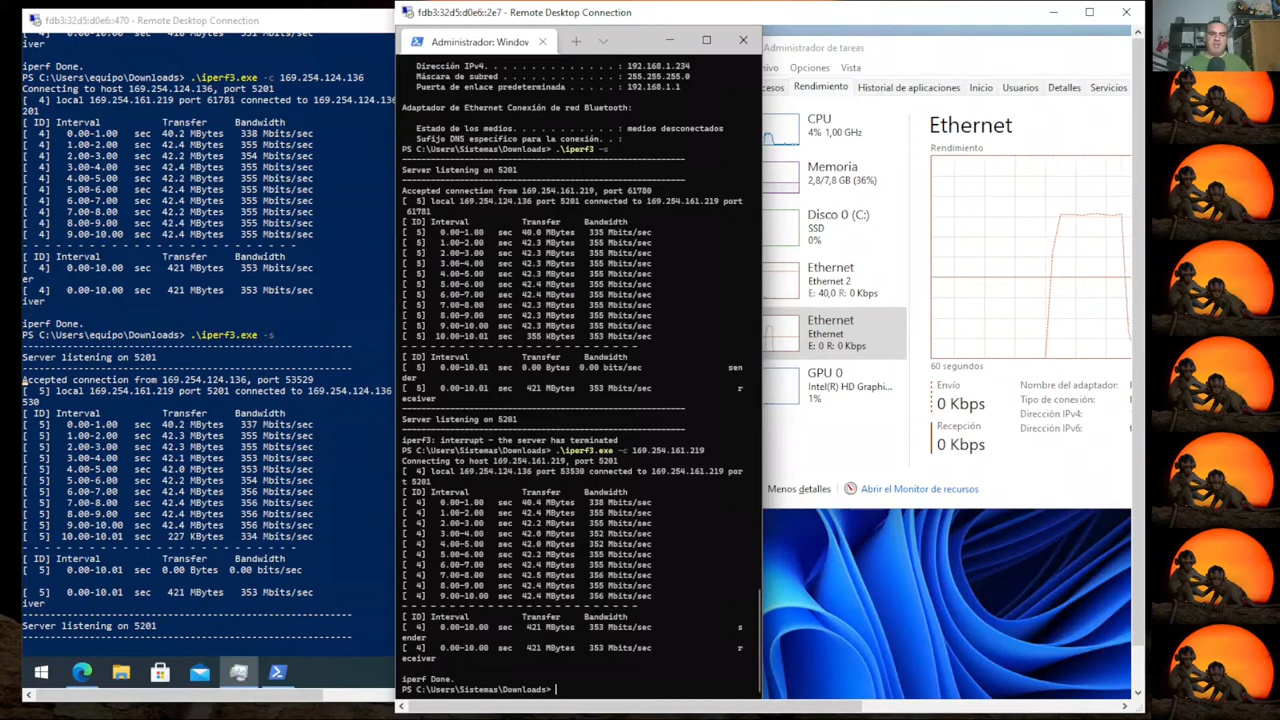 fdb3:32d5:d0e6::470 - Remote Desktop Connection
iver
iperf Done.
PS C:\Users\equipo\Downloads> .\iperf3.exe -c 169.254.124.136
Connecting to host 169.254.124.136, port 5201
[ 4] local 169.254.161.219 port 61781 connected to 169.254.124.136
201
[ ID] Interval Transfer Bandwidth
[ 4] 0.00-1.00 sec 40.2 MBytes 338 Mbits/sec
[ 4] 1.00-2.00 sec 42.4 MBytes 355 Mbits/sec
[ 4] 2.00-3.00 sec 42.2 MBytes 354 Mbits/sec
[ 4] 3.00-4.00 sec 42.4 MBytes 355 Mbits/sec
[ 4] 4.00-5.00 sec 42.4 MBytes 355 Mbits/sec
[ 4] 5.00-6.00 sec 42.4 MBytes 355 Mbits/sec
[ 4] 6.00-7.00 sec 42.4 MBytes 355 Mbits/sec
[ 4] 7.00-8.00 sec 42.2 MBytes 355 Mbits/sec
[ 4] 8.00-9.00 sec 42.4 MBytes 355 Mbits/sec
[ 4] 9.00-10.00 sec 42.4 MBytes 355 Mbits/sec
- - - - - - - - - - - - - - - - - - - - - - - - -
[ ID] Interval Transfer Bandwidth
[ 4] 0.00-10.00 sec 421 MBytes 353 Mbits/sec
er
[ 4] 0.00-10.00 sec 421 MBytes 353 Mbits/sec
iver
iperf Done.
PS C:\Users\equipo\Downloads> .\iperf3.exe -s
-----------------------------------------------------------
Server listening on 5201
-----------------------------------------------------------
Accepted connection from 169.254.124.136, port 53529
[ 5] local 169.254.161.219 port 5201 connected to 169.254.124.136
530
[ ID] Interval Transfer Bandwidth
[ 5] 0.00-1.00 sec 40.2 MBytes 337 Mbits/sec
[ 5] 1.00-2.00 sec 42.3 MBytes 355 Mbits/sec
[ 5] 2.00-3.00 sec 42.3 MBytes 355 Mbits/sec
[ 5] 3.00-4.00 sec 42.1 MBytes 353 Mbits/sec
[ 5] 4.00-5.00 sec 42.0 MBytes 352 Mbits/sec
[ 5] 5.00-6.00 sec 42.2 MBytes 354 Mbits/sec
[ 5] 6.00-7.00 sec 42.4 MBytes 356 Mbits/sec
[ 5] 7.00-8.00 sec 42.4 MBytes 356 Mbits/sec
[ 5] 8.00-9.00 sec 42.4 MBytes 356 Mbits/sec
[ 5] 9.00-10.00 sec 42.4 MBytes 356 Mbits/sec
[ 5] 10.00-10.01 sec 227 KBytes 334 Mbits/sec
- - - - - - - - - - - - - - - - - - - - - - - - -
[ ID] Interval Transfer Bandwidth
[ 5] 0.00-10.01 sec 0.00 Bytes 0.00 bits/sec
[ 5] 0.00-10.01 sec 421 MBytes 353 Mbits/sec
iver
-----------------------------------------------------------
Server listening on 5201
-----------------------------------------------------------
fdb3:32d5:d0e6::2e7 - Remote Desktop Connection
Administrador: Windov
Dirección IPv4. . . . . . . . . . . . . . : 192.168.1.234
Máscara de subred . . . . . . . . . . . . : 255.255.255.0
Puerta de enlace predeterminada . . . . . : 192.168.1.1
Adaptador de Ethernet Conexión de red Bluetooth:
Estado de los medios. . . . . . . . . . . : medios desconectados
Sufijo DNS específico para la conexión. . :
PS C:\Users\Sistemas\Downloads> .\iperf3 -s
-----------------------------------------------------------
Server listening on 5201
-----------------------------------------------------------
Accepted connection from 169.254.161.219, port 61780
[ 5] local 169.254.124.136 port 5201 connected to 169.254.161.219 port
61781
[ ID] Interval Transfer Bandwidth
[ 5] 0.00-1.00 sec 40.0 MBytes 335 Mbits/sec
[ 5] 1.00-2.00 sec 42.3 MBytes 355 Mbits/sec
[ 5] 2.00-3.00 sec 42.3 MBytes 355 Mbits/sec
[ 5] 3.00-4.00 sec 42.3 MBytes 355 Mbits/sec
[ 5] 4.00-5.00 sec 42.3 MBytes 355 Mbits/sec
[ 5] 5.00-6.00 sec 42.4 MBytes 355 Mbits/sec
[ 5] 6.00-7.00 sec 42.4 MBytes 355 Mbits/sec
[ 5] 7.00-8.00 sec 42.3 MBytes 355 Mbits/sec
[ 5] 8.00-9.00 sec 42.3 MBytes 355 Mbits/sec
[ 5] 9.00-10.00 sec 42.3 MBytes 355 Mbits/sec
[ 5] 10.00-10.01 sec 355 KBytes 334 Mbits/sec
- - - - - - - - - - - - - - - - - - - - - - - - -
[ ID] Interval Transfer Bandwidth
[ 5] 0.00-10.01 sec 0.00 Bytes 0.00 bits/sec sen
der
[ 5] 0.00-10.01 sec 421 MBytes 353 Mbits/sec r
eceiver
-----------------------------------------------------------
Server listening on 5201
-----------------------------------------------------------
iperf3: interrupt - the server has terminated
PS C:\Users\Sistemas\Downloads> .\iperf3.exe -c 169.254.161.219
Connecting to host 169.254.161.219, port 5201
[ 4] local 169.254.124.136 port 53530 connected to 169.254.161.219 por
t 5201
[ ID] Interval Transfer Bandwidth
[ 4] 0.00-1.00 sec 40.4 MBytes 338 Mbits/sec
[ 4] 1.00-2.00 sec 42.4 MBytes 355 Mbits/sec
[ 4] 2.00-3.00 sec 42.2 MBytes 355 Mbits/sec
[ 4] 3.00-4.00 sec 42.0 MBytes 352 Mbits/sec
[ 4] 4.00-5.00 sec 42.0 MBytes 352 Mbits/sec
[ 4] 5.00-6.00 sec 42.2 MBytes 355 Mbits/sec
[ 4] 6.00-7.00 sec 42.4 MBytes 355 Mbits/sec
[ 4] 7.00-8.00 sec 42.5 MBytes 356 Mbits/sec
[ 4] 8.00-9.00 sec 42.4 MBytes 355 Mbits/sec
[ 4] 9.00-10.00 sec 42.4 MBytes 356 Mbits/sec
- - - - - - - - - - - - - - - - - - - - - - - - -
[ ID] Interval Transfer Bandwidth
[ 4] 0.00-10.00 sec 421 MBytes 353 Mbits/sec s
ender
[ 4] 0.00-10.00 sec 421 MBytes 353 Mbits/sec r
eceiver
iperf Done.
PS C:\Users\Sistemas\Downloads>
Administrador de tareas
chivo Opciones Vista
cesos Rendimiento Historial de aplicaciones Inicio Usuarios Detalles Servicios
CPU
4% 1,00 GHz
Memoria
2,8/7,8 GB (36%)
Disco 0 (C:)
SSD
0%
Ethernet
Ethernet 2
E: 40,0 R: 0 Kbps
Ethernet
Ethernet
E: 0 R: 0 Kbps
GPU 0
Intel(R) HD Graphi...
1%
Ethernet
Rendimiento
60 segundos
Envío
0 Kbps
Recepción
0 Kbps
Nombre del adaptador:
Tipo de conexión:
Dirección IPv4:
Dirección IPv6:
Menos detalles
Abrir el Monitor de recursos